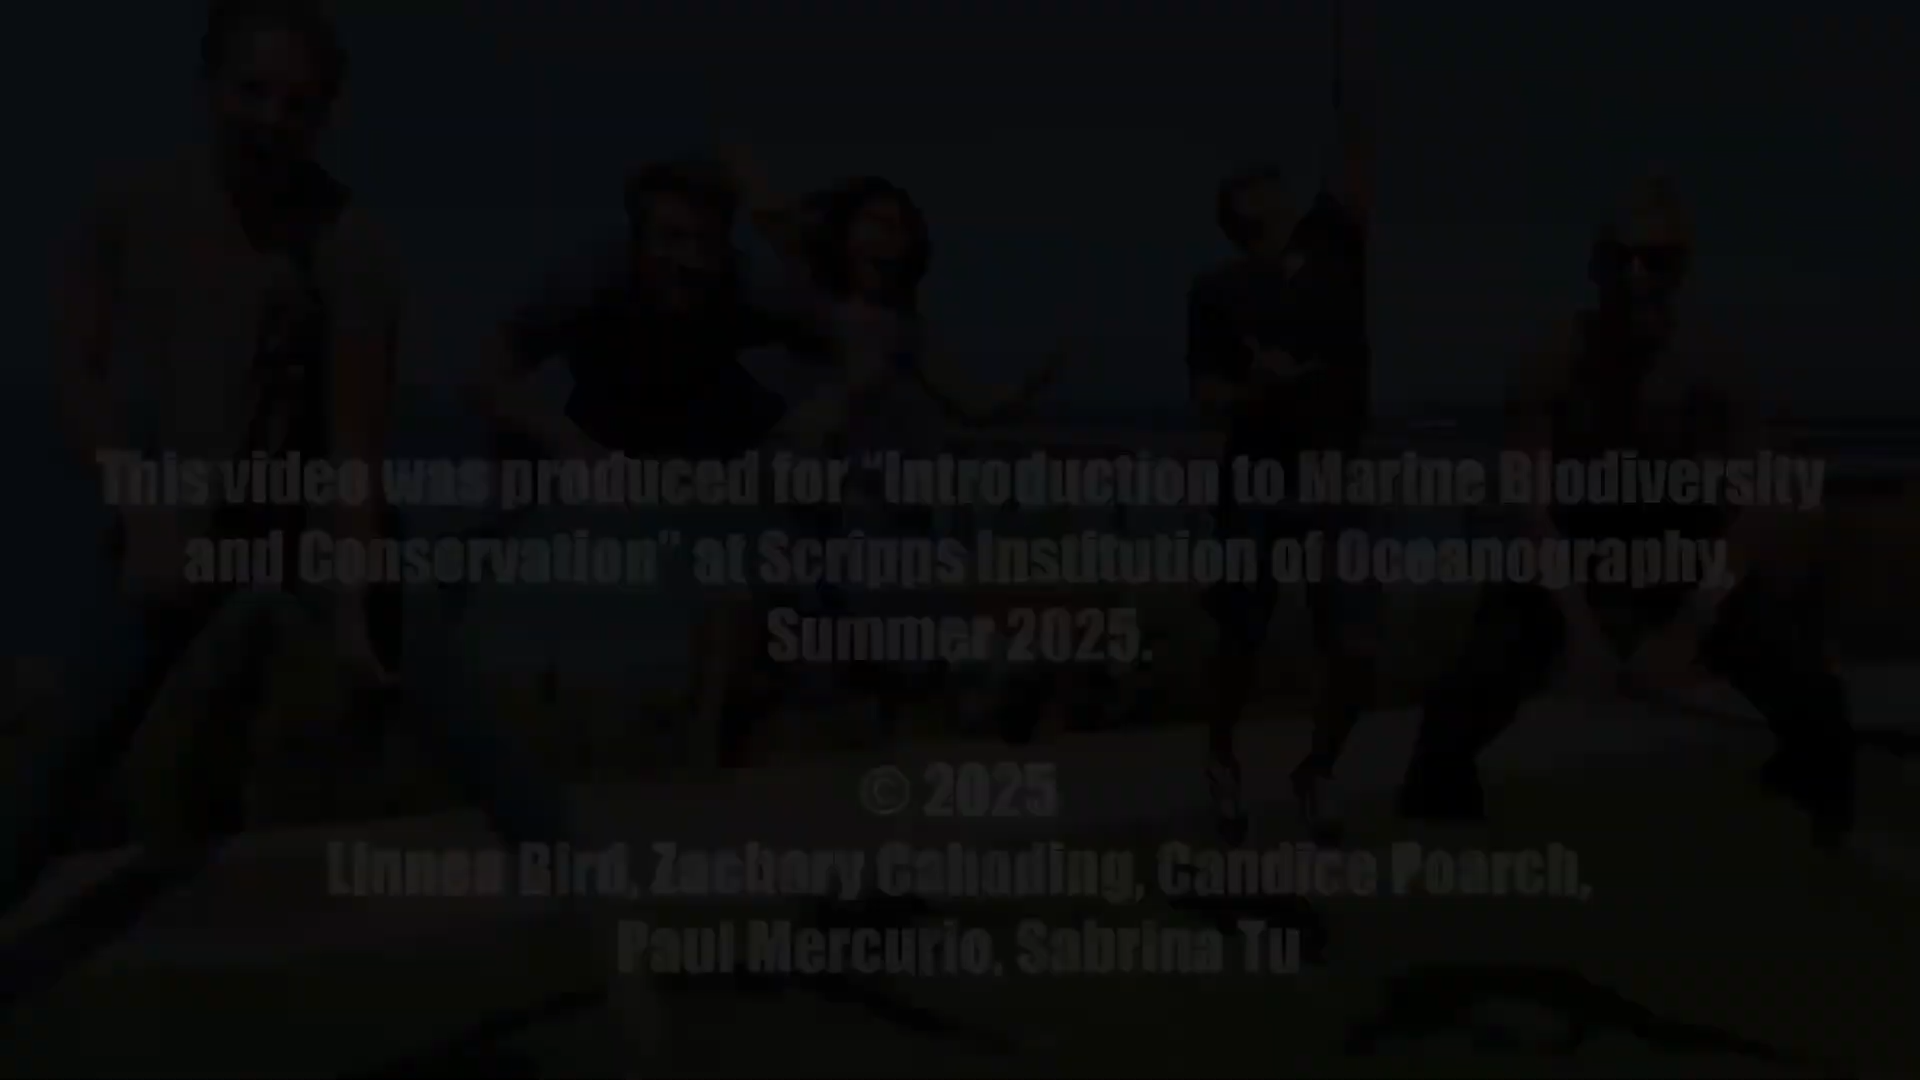 This video was produced for “Introduction to Marine Biodiversity
and Conservation” at Scripps Institution of Oceanography,
Summer 2025.
© 2025
Linnea Bird, Zachary Cahoding, Candice Poarch,
Paul Mercurio, Sabrina Tu